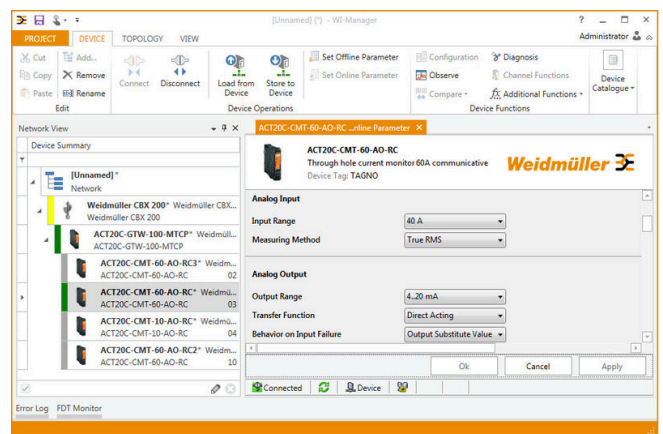 [Unnamed] (*) - WI-Manager
PROJECT DEVICE TOPOLOGY VIEW Administrator
Cut Add... Set Offline Parameter Configuration Diagnosis
Copy Remove Connect Disconnect Load from Device Store to Device Set Online Parameter Observe Channel Functions Device Catalogue
Paste Rename Compare Additional Functions
Edit Device Operations Device Functions
Network View
Device Summary
[Unnamed] *
Network
Weidmüller CBX 200* Weidmüller CBX...
Weidmüller CBX 200
ACT20C-GTW-100-MTCP* Weidmüll...
ACT20C-GTW-100-MTCP
ACT20C-CMT-60-AO-RC3* Weidm...
ACT20C-CMT-60-AO-RC 02
ACT20C-CMT-60-AO-RC* Weidmü...
ACT20C-CMT-60-AO-RC 03
ACT20C-CMT-10-AO-RC* Weidmü...
ACT20C-CMT-10-AO-RC 04
ACT20C-CMT-60-AO-RC2* Weidm...
ACT20C-CMT-60-AO-RC 10
ACT20C-CMT-60-AO-RC ..nline Parameter
ACT20C-CMT-60-AO-RC
Through hole current monitor 60A communicative
Device Tag: TAGNO
Weidmüller
Analog Input
Input Range 40 A
Measuring Method True RMS
Analog Output
Output Range 4..20 mA
Transfer Function Direct Acting
Behavior on Input Failure Output Substitute Value
Ok Cancel Apply
Connected Device
Error Log FDT Monitor